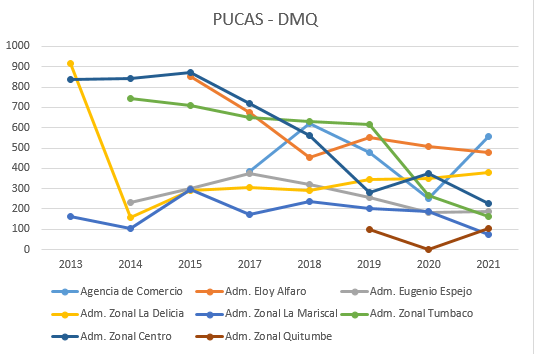 PUCAS - DMQ
1000
900
800
700
600
500
400
300
200
100
0
2013 2014 2015 2017 2018 2019 2020 2021
Agencia de Comercio Adm. Eloy Alfaro Adm. Eugenio Espejo
Adm. Zonal La Delicia Adm. Zonal La Mariscal Adm. Zonal Tumbaco
Adm. Zonal Centro Adm. Zonal Quitumbe